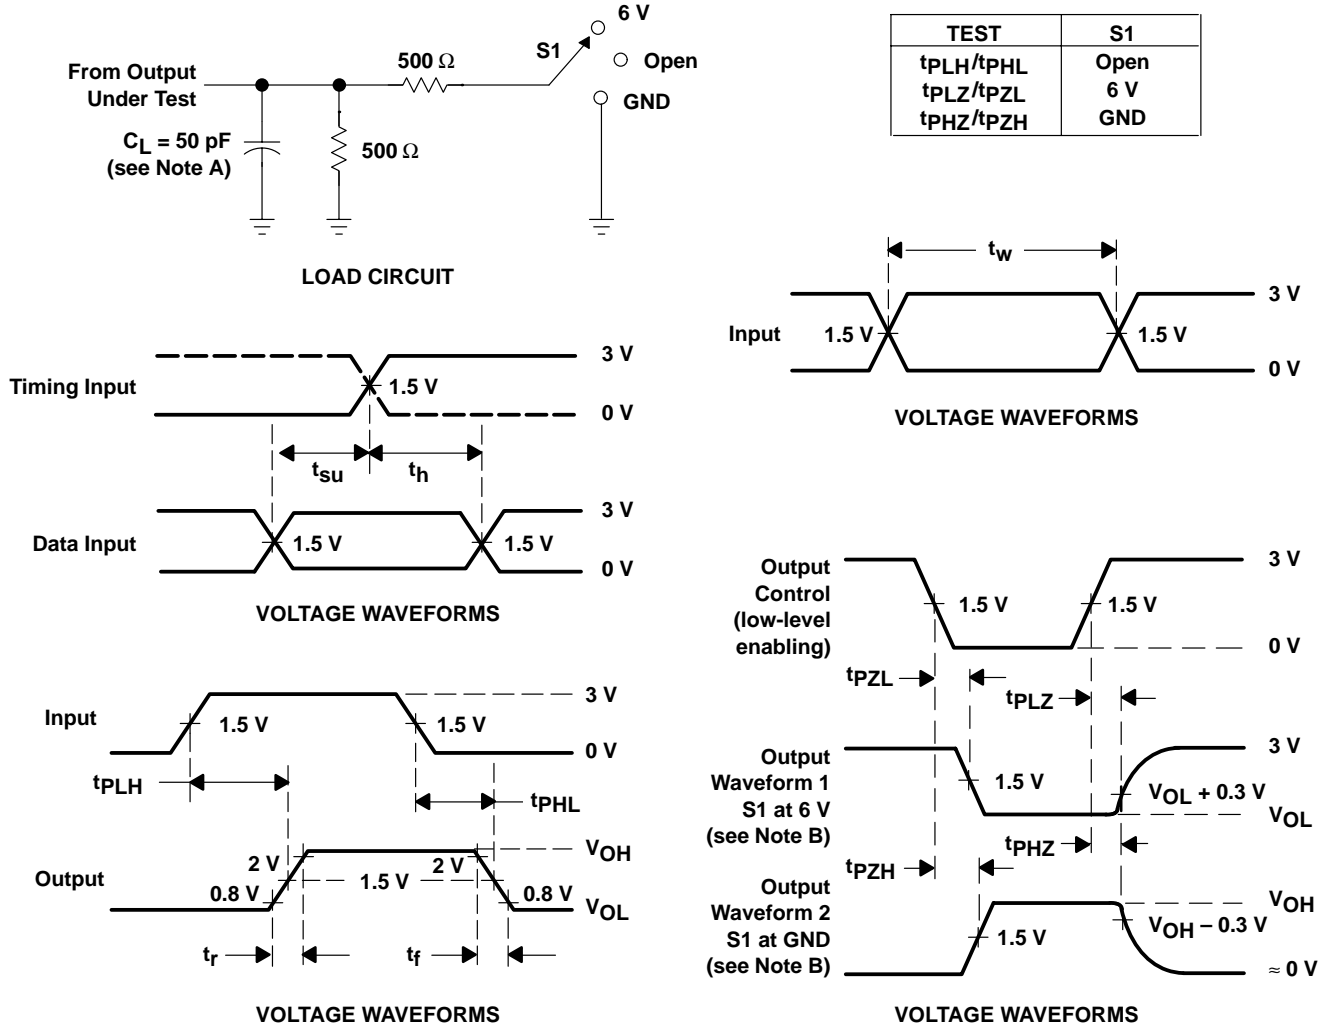 6 V
S1
Open
GND
500 Ω
From Output
Under Test
CL = 50 pF
(see Note A)
500 Ω
LOAD CIRCUIT
TEST S1
tPLH/tPHL Open
tPLZ/tPZL 6 V
tPHZ/tPZH GND
tw
3 V
Input 1.5 V 1.5 V
0 V
VOLTAGE WAVEFORMS
3 V
Timing Input 1.5 V
0 V
tsu th
3 V
Data Input 1.5 V 1.5 V
0 V
VOLTAGE WAVEFORMS
3 V
Input 1.5 V 1.5 V
0 V
tPLH tPHL
VOH
2 V 2 V
Output 1.5 V
0.8 V 0.8 V
VOL
tr tf
VOLTAGE WAVEFORMS
Output
Control
(low-level
enabling)
3 V
1.5 V 1.5 V
0 V
tPZL
tPLZ
Output
Waveform 1
S1 at 6 V
(see Note B)
3 V
1.5 V
VOL + 0.3 V
VOL
tPHZ
tPZH
Output
Waveform 2
S1 at GND
(see Note B)
VOH
1.5 V
VOH − 0.3 V
≈ 0 V
VOLTAGE WAVEFORMS